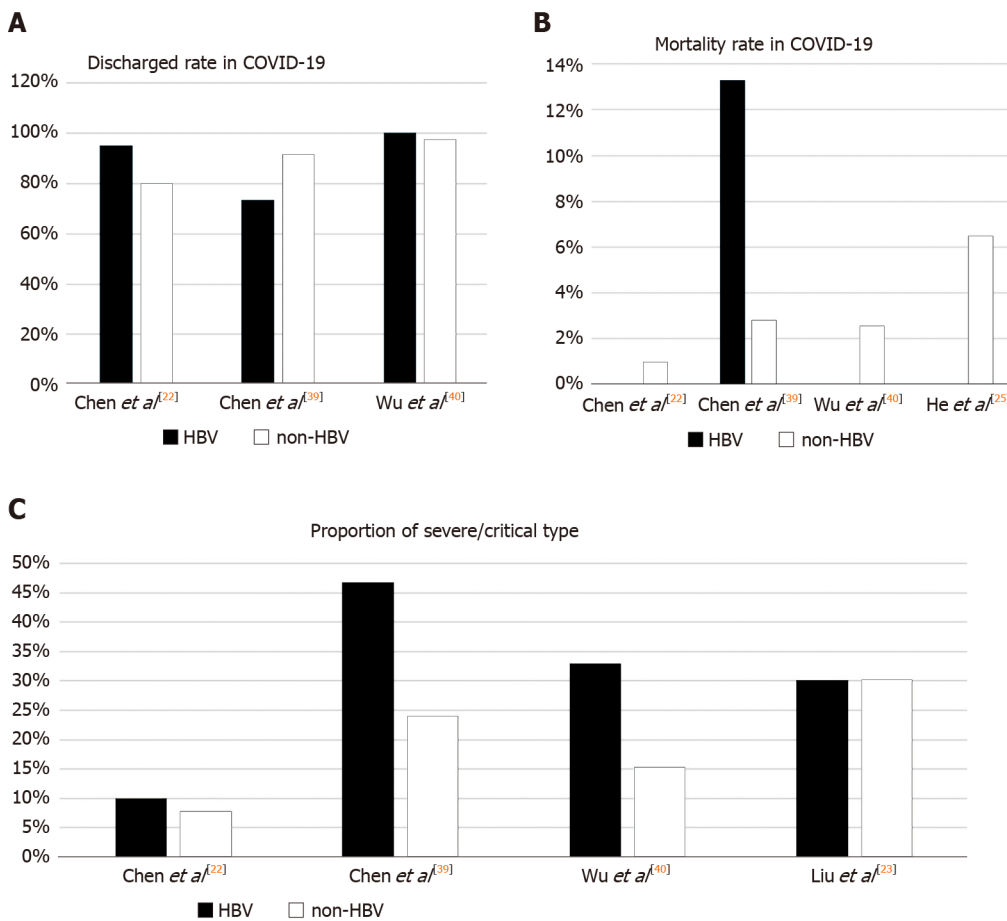 A
Discharged rate in COVID-19
120%
100%
80%
60%
40%
20%
0%
Chen et al[22] Chen et al[39] Wu et al[40]
HBV non-HBV
B
Mortality rate in COVID-19
14%
12%
10%
8%
6%
4%
2%
0%
Chen et al[22] Chen et al[39] Wu et al[40] He et al[25]
HBV non-HBV
C
Proportion of severe/critical type
50%
45%
40%
35%
30%
25%
20%
15%
10%
5%
0%
Chen et al[22] Chen et al[39] Wu et al[40] Liu et al[23]
HBV non-HBV